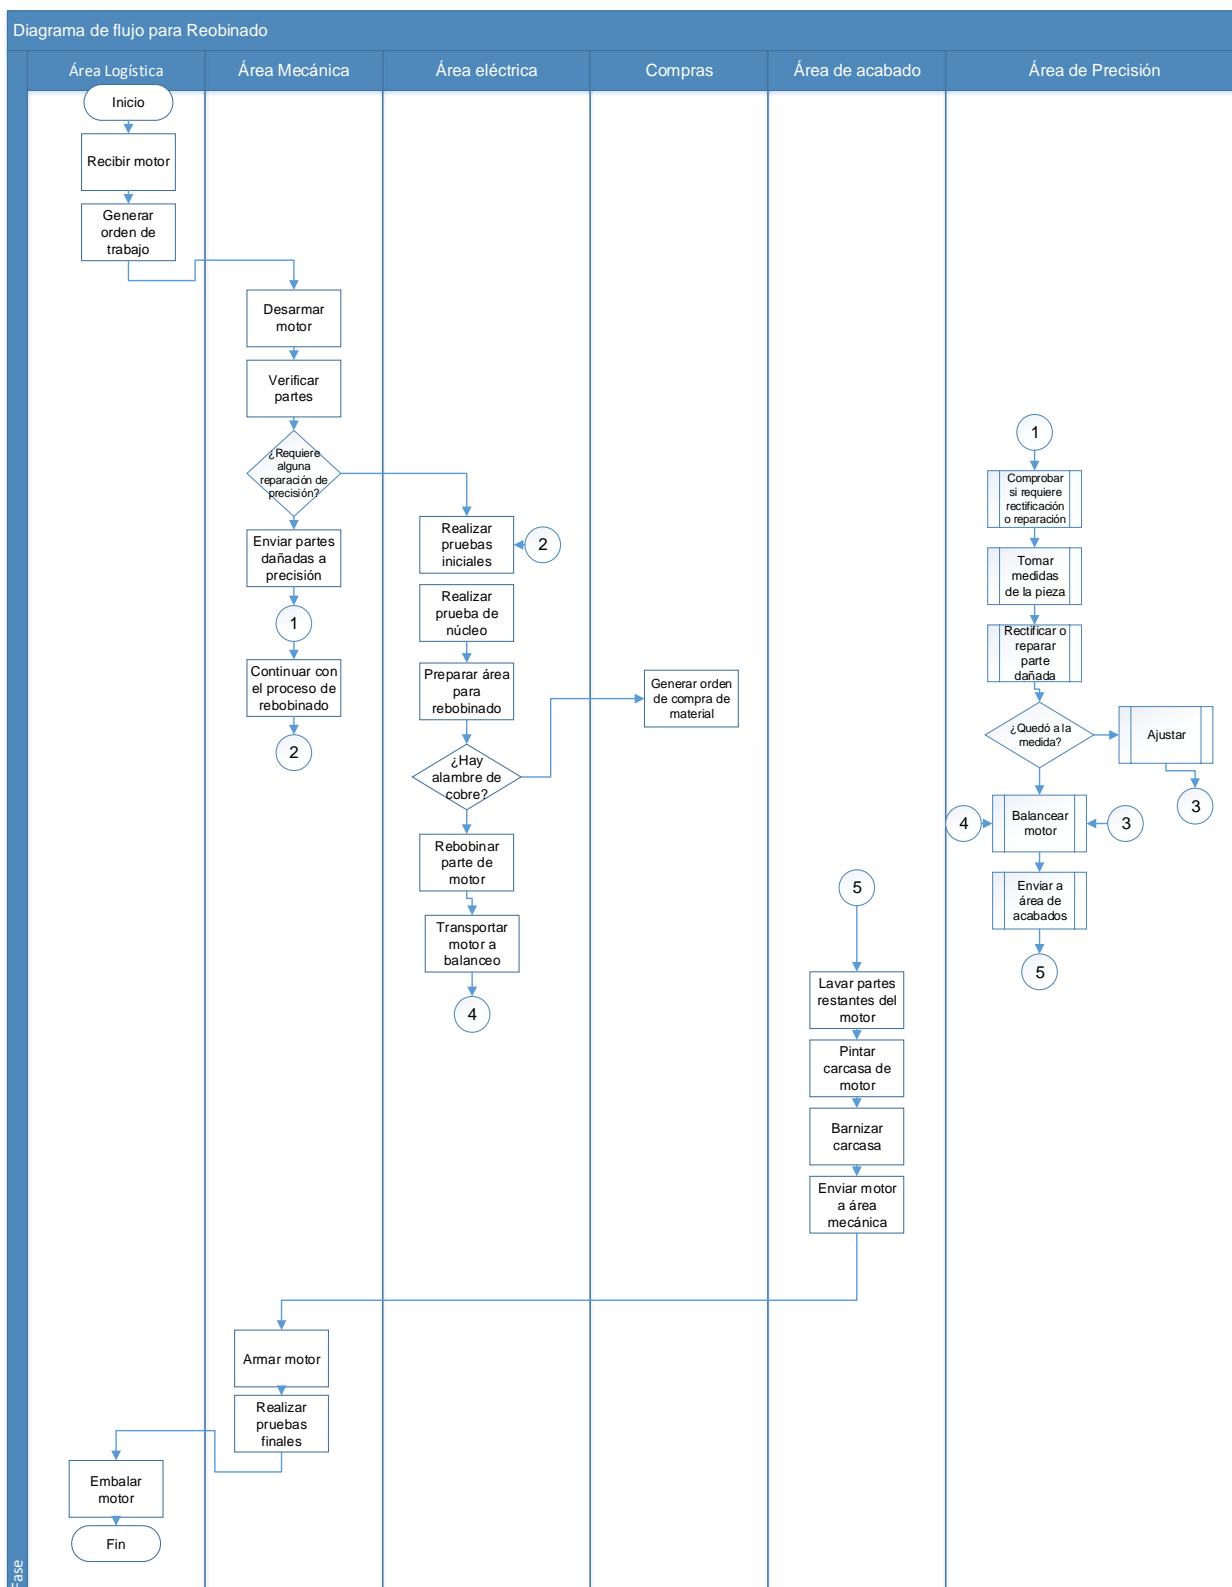 Diagrama de flujo para Reobinado
Área Logística
Área Mecánica
Área eléctrica
Compras
Área de acabado
Área de Precisión
Inicio
Recibir motor
Generar
orden de
trabajo
Desarmar
motor
Verificar
partes
¿Requiere
alguna
reparación de
precisión?
Enviar partes
dañadas a
precisión
1
Continuar con
el proceso de
rebobinado
2
Realizar
pruebas
iniciales
2
Realizar
prueba de
núcleo
Preparar área
para
rebobinado
¿Hay
alambre de
cobre?
Rebobinar
parte de
motor
Transportar
motor a
balanceo
4
Generar orden
de compra de
material
1
Comprobar
si requiere
rectificación
o reparación
Tomar
medidas
de la pieza
Rectificar o
reparar
parte
dañada
¿Quedó a la
medida?
Ajustar
3
4
Balancear
motor
3
Enviar a
área de
acabados
5
5
Lavar partes
restantes del
motor
Pintar
carcasa de
motor
Barnizar
carcasa
Enviar motor
a área
mecánica
Armar motor
Realizar
pruebas
finales
Embalar
motor
Fin
Fase